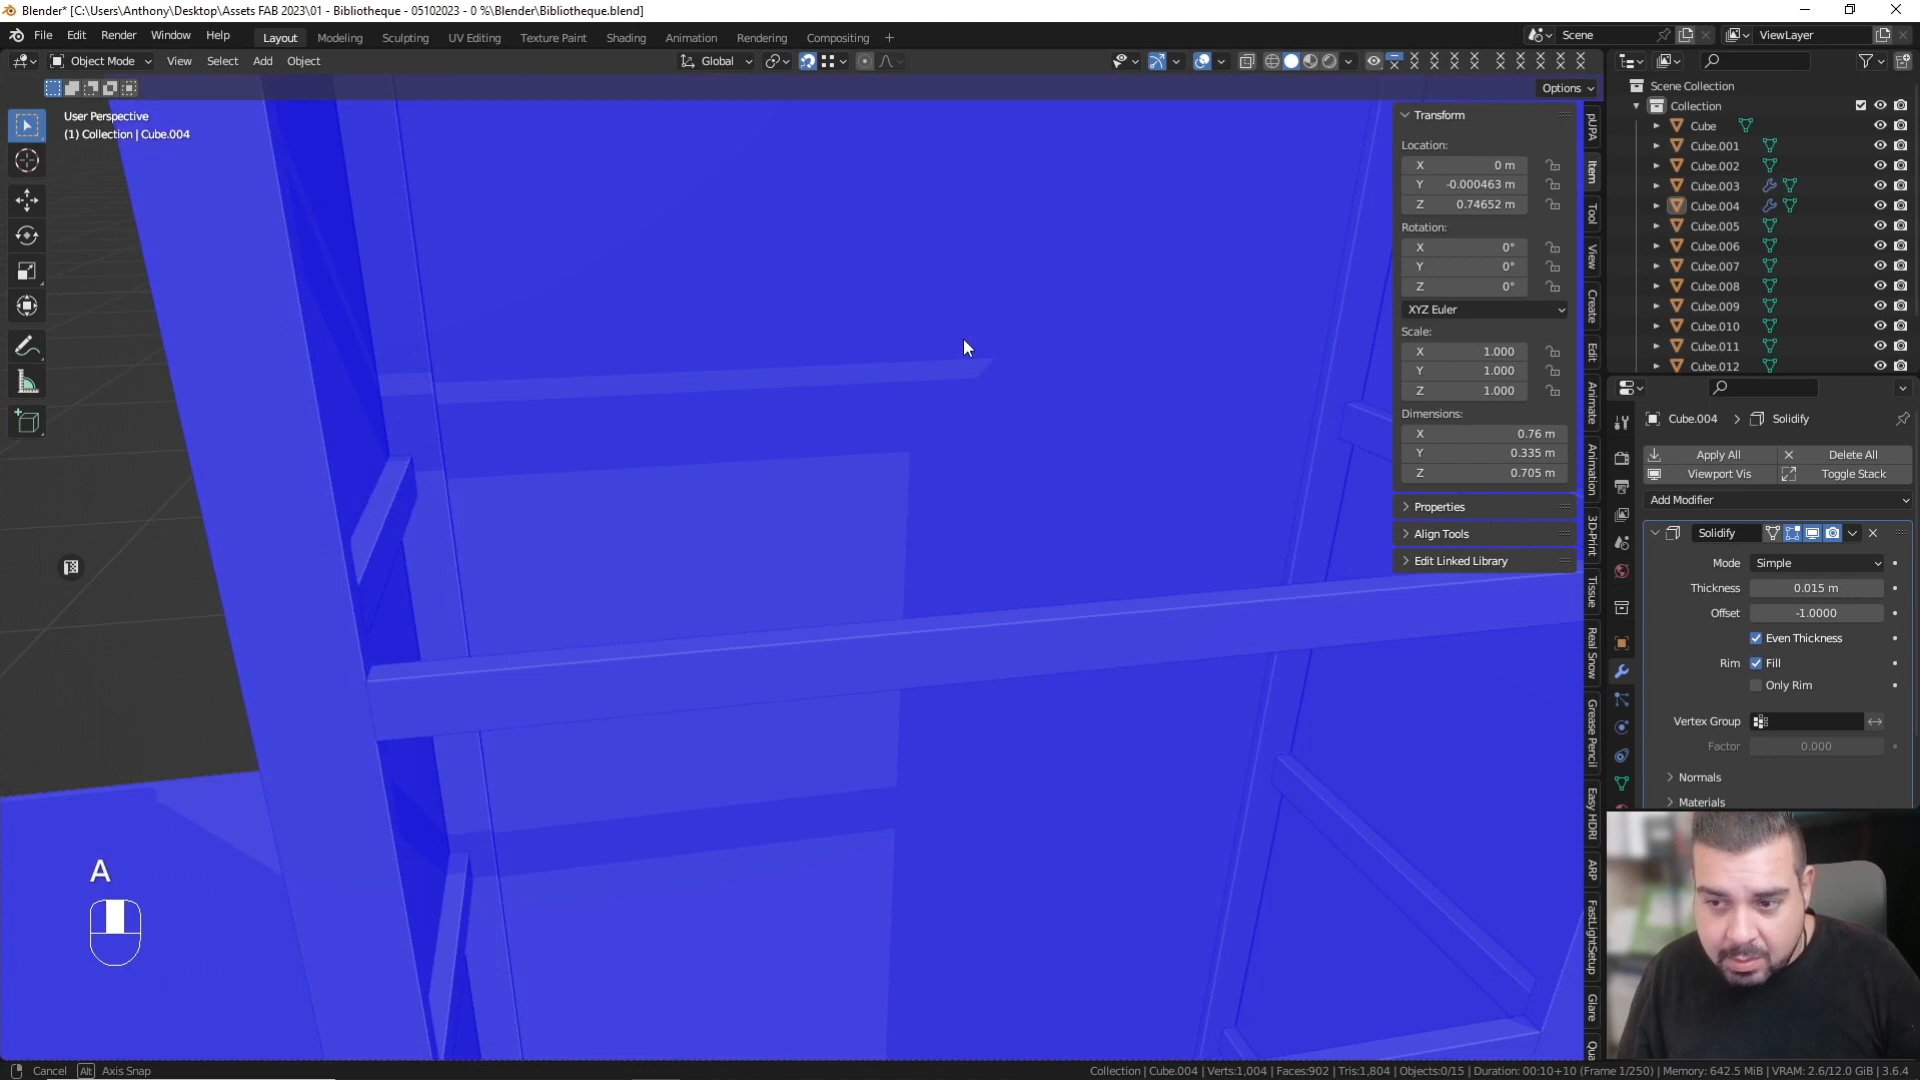 Blender* [C:\Users\Anthony\Desktop\Assets FAB 2023\01 - Bibliotheque - 05102023 - 0 %\Blender\Bibliotheque.blend]
File Edit Render Window Help Layout Modeling Sculpting UV Editing Texture Paint Shading Animation Rendering Compositing + Scene ViewLayer
Object Mode View Select Add Object Global
Options
User Perspective
(1) Collection | Cube.004
Transform
Location:
X 0 m
Y -0.000463 m
Z 0.74652 m
Rotation:
X 0°
Y 0°
Z 0°
XYZ Euler
Scale:
X 1.000
Y 1.000
Z 1.000
Dimensions:
X 0.76 m
Y 0.335 m
Z 0.705 m
Properties
Align Tools
Edit Linked Library
pUPA
Item
Tool
View
Create
Edit
Animate
Animation
3D-Print
Tissue
Real Snow
Grease Pencil
Easy HDRI
ARP
FastLightSetup
Glare
Qua
Scene Collection
Collection
Cube
Cube.001
Cube.002
Cube.003
Cube.004
Cube.005
Cube.006
Cube.007
Cube.008
Cube.009
Cube.010
Cube.011
Cube.012
Cube.004 > Solidify
Apply All Delete All
Viewport Vis Toggle Stack
Add Modifier
Solidify
Mode Simple
Thickness 0.015 m
Offset -1.0000
Even Thickness
Rim Fill
Only Rim
Vertex Group
Factor 0.000
Normals
Materials
A
Cancel Alt Axis Snap
Collection | Cube.004 | Verts:1,004 | Faces:902 | Tris:1,804 | Objects:0/15 | Duration: 00:10+10 (Frame 1/250) | Memory: 642.5 MiB | VRAM: 2.6/12.0 GiB | 3.6.4